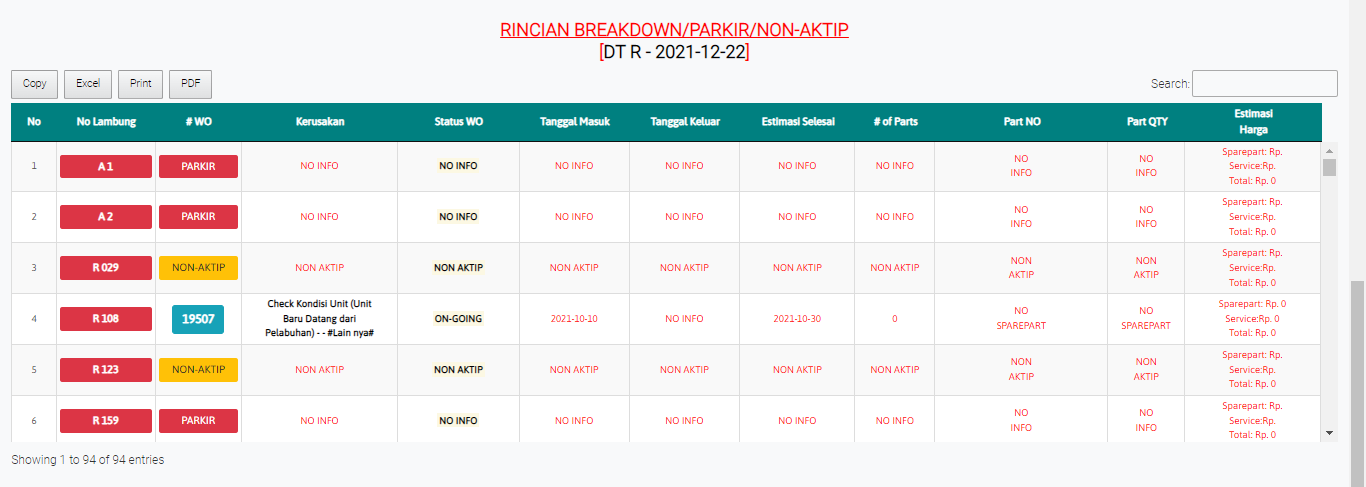 RINCIAN BREAKDOWN/PARKIR/NON-AKTIP
[DT R - 2021-12-22]
Copy Excel Print PDF Search:
No No Lambung # WO Kerusakan Status WO Tanggal Masuk Tanggal Keluar Estimasi Selesai # of Parts Part NO Part QTY Estimasi
Harga
1 A 1 PARKIR NO INFO NO INFO NO INFO NO INFO NO INFO NO INFO NO
INFO NO
INFO Sparepart: Rp.
Service:Rp.
Total: Rp. 0
2 A 2 PARKIR NO INFO NO INFO NO INFO NO INFO NO INFO NO INFO NO
INFO NO
INFO Sparepart: Rp.
Service:Rp.
Total: Rp. 0
3 R 029 NON-AKTIP NON AKTIP NON AKTIP NON AKTIP NON AKTIP NON AKTIP NON AKTIP NON
AKTIP NON
AKTIP Sparepart: Rp.
Service:Rp.
Total: Rp. 0
4 R 108 19507 Check Kondisi Unit (Unit
Baru Datang dari
Pelabuhan) - - #Lain nya# ON-GOING 2021-10-10 NO INFO 2021-10-30 0 NO
SPAREPART NO
SPAREPART Sparepart: Rp. 0
Service:Rp. 0
Total: Rp. 0
5 R 123 NON-AKTIP NON AKTIP NON AKTIP NON AKTIP NON AKTIP NON AKTIP NON AKTIP NON
AKTIP NON
AKTIP Sparepart: Rp.
Service:Rp.
Total: Rp. 0
6 R 159 PARKIR NO INFO NO INFO NO INFO NO INFO NO INFO NO INFO NO
INFO NO
INFO Sparepart: Rp.
Service:Rp.
Total: Rp. 0
Showing 1 to 94 of 94 entries